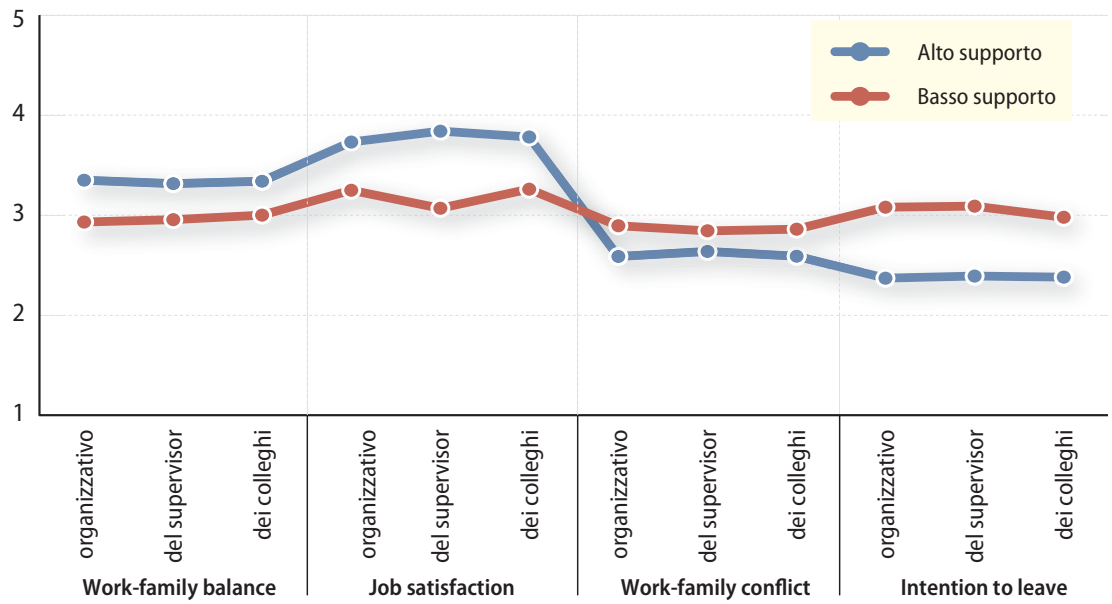 5
4
3
2
1
Alto supporto
Basso supporto
organizzativo
del supervisor
dei colleghi
organizzativo
del supervisor
dei colleghi
organizzativo
del supervisor
dei colleghi
organizzativo
del supervisor
dei colleghi
Work-family balance
Job satisfaction
Work-family conflict
Intention to leave